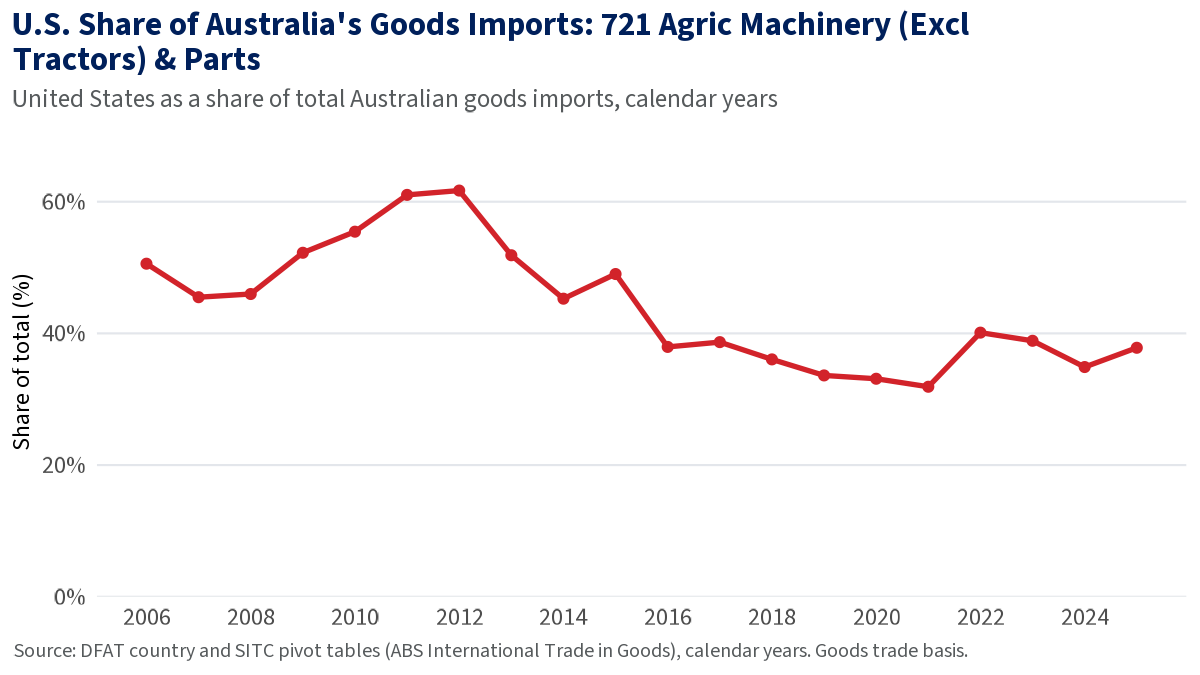 U.S. Share of Australia's Goods Imports: 721 Agric Machinery (Excl
Tractors) & Parts
United States as a share of total Australian goods imports, calendar years
Share of total (%)
60%
40%
20%
0%
2006 2008 2010 2012 2014 2016 2018 2020 2022 2024
Source: DFAT country and SITC pivot tables (ABS International Trade in Goods), calendar years. Goods trade basis.